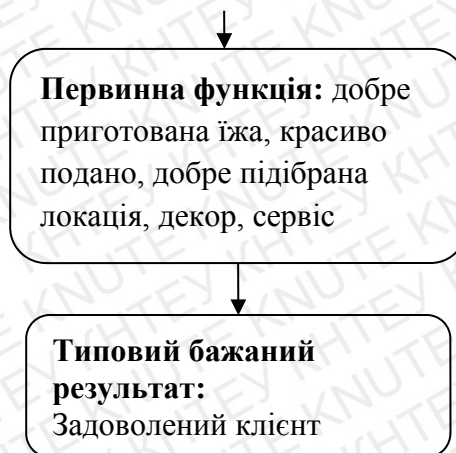 Первинна функція: добре
приготована їжа, красиво
подано, добре підібрана
локація, декор, сервіс
Типовий бажаний
результат:
Задоволений клієнт